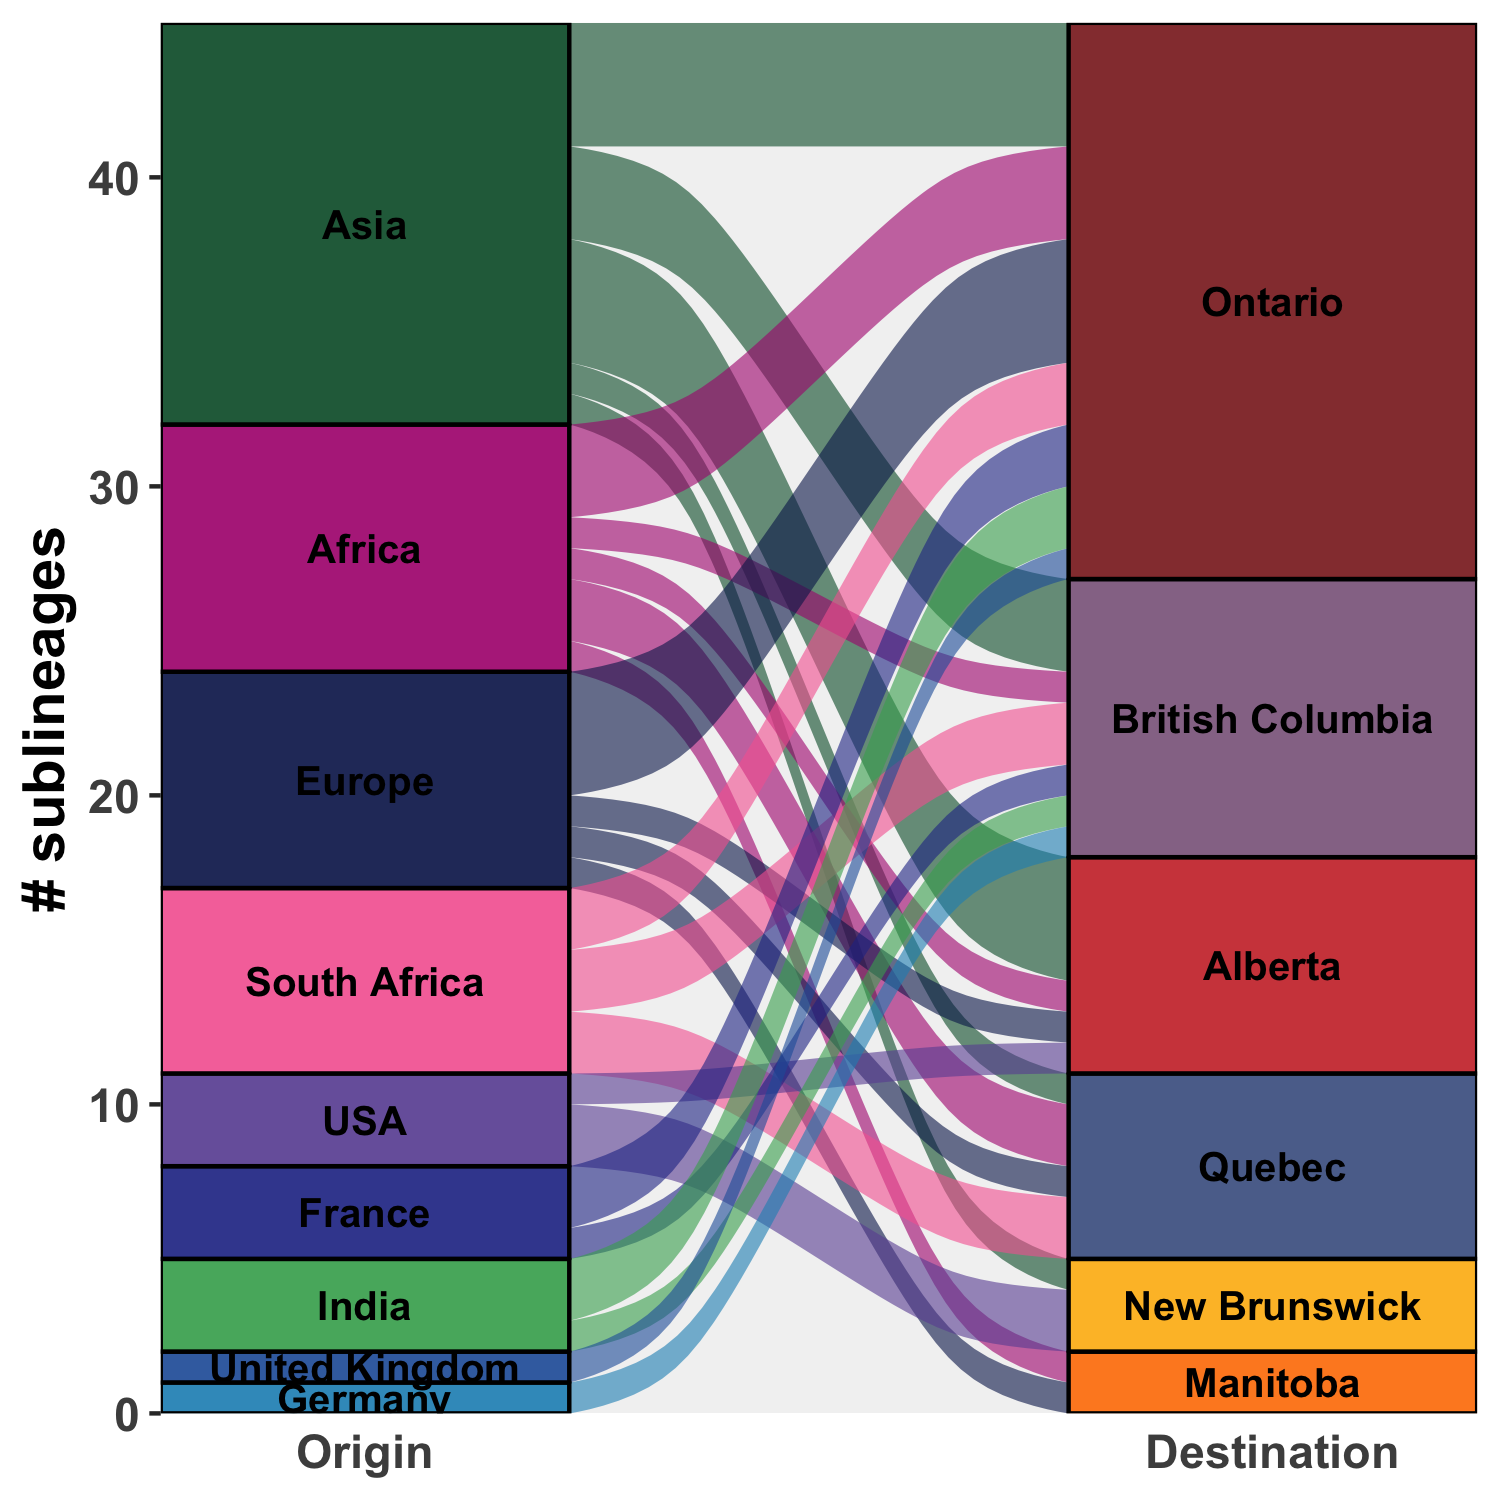 # sublineages
40
30
20
10
0
Asia
Africa
Europe
South Africa
USA
France
India
United Kingdom
Germany
Ontario
British Columbia
Alberta
Quebec
New Brunswick
Manitoba
Origin
Destination